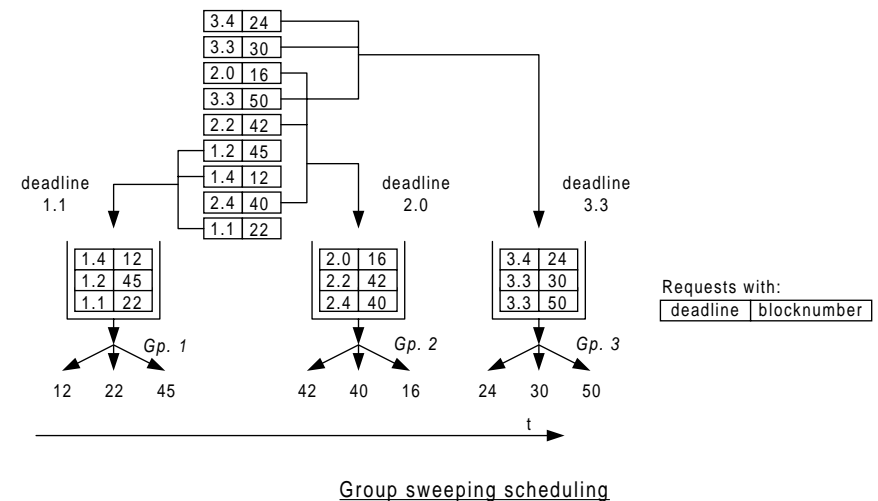 3.4 24
3.3 30
2.0 16
3.3 50
2.2 42
1.2 45
1.4 12
2.4 40
1.1 22
deadline
1.1
deadline
2.0
deadline
3.3
1.4 12
1.2 45
1.1 22
2.0 16
2.2 42
2.4 40
3.4 24
3.3 30
3.3 50
Requests with:
deadline blocknumber
Gp. 1
Gp. 2
Gp. 3
12 22 45
42 40 16
24 30 50
t
Group sweeping scheduling